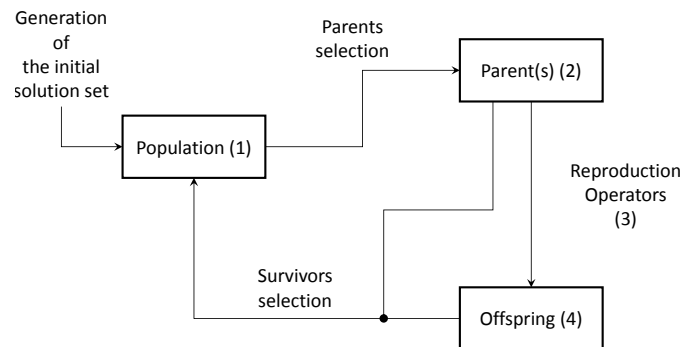 Generation
of
the initial
solution set
Parents
selection
Parent(s) (2)
Population (1)
Reproduction
Operators
(3)
Survivors
selection
Offspring (4)